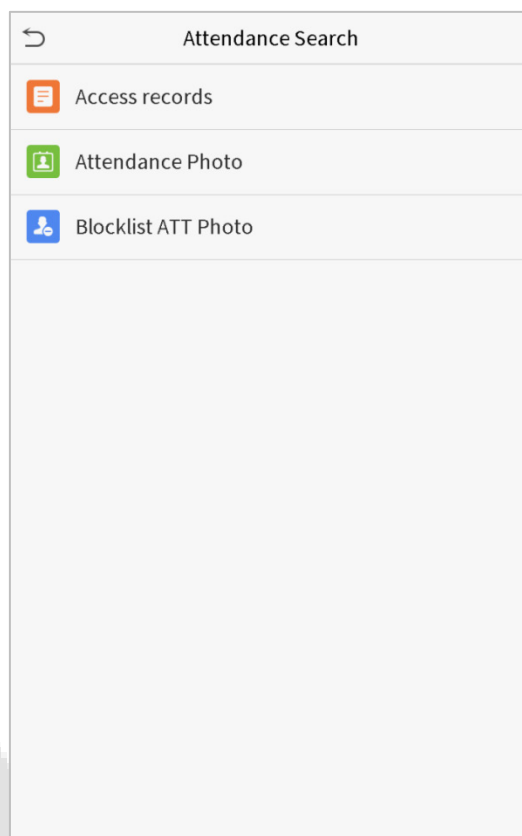 Attendance Search
Access records
Attendance Photo
Blocklist ATT Photo